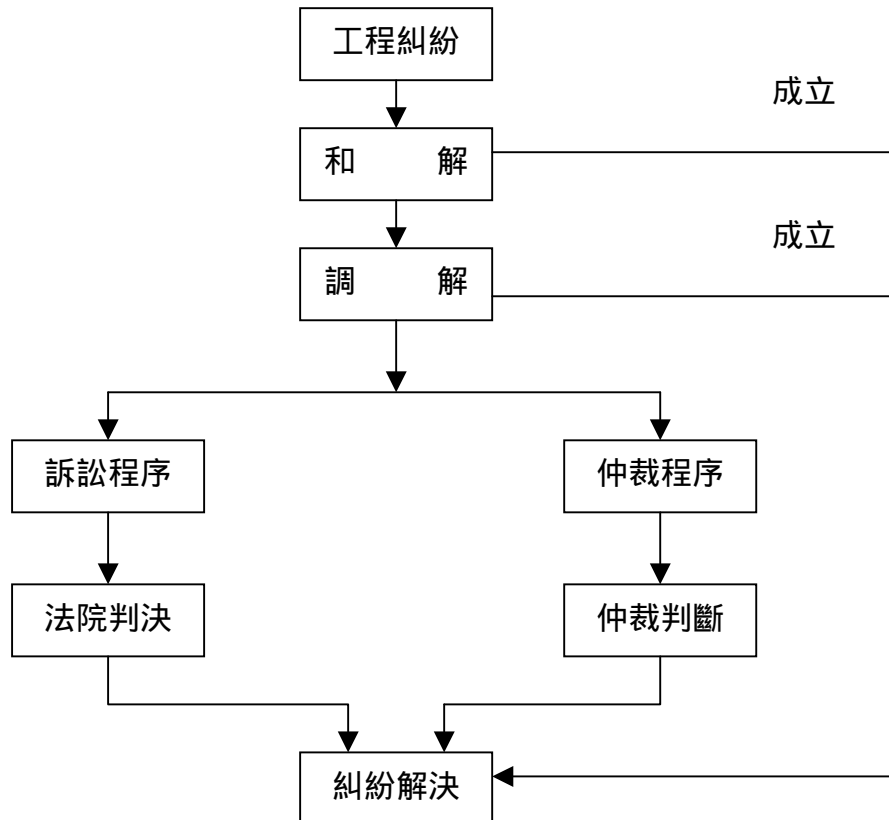 工程糾紛
成立
和 解
成立
調 解
訴訟程序 仲裁程序
法院判決 仲裁判斷
糾紛解決